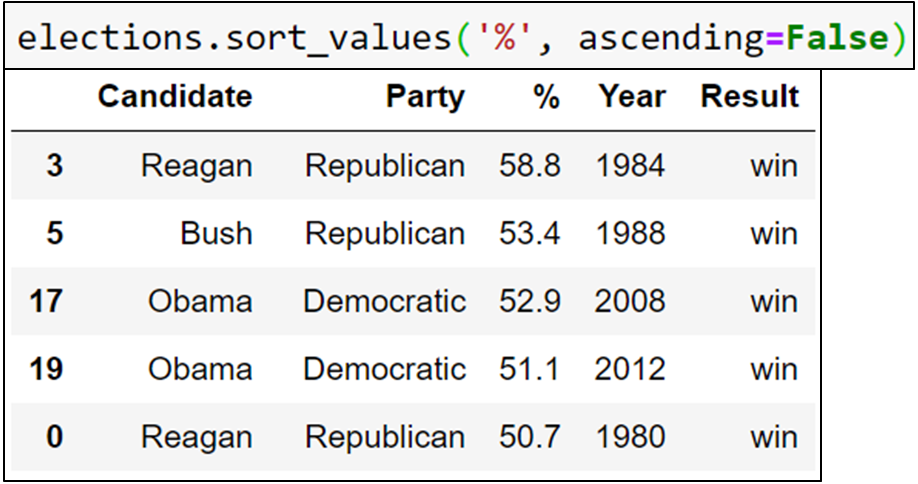 elections.sort_values('%', ascending=False)
Candidate Party % Year Result
3 Reagan Republican 58.8 1984 win
5 Bush Republican 53.4 1988 win
17 Obama Democratic 52.9 2008 win
19 Obama Democratic 51.1 2012 win
0 Reagan Republican 50.7 1980 win